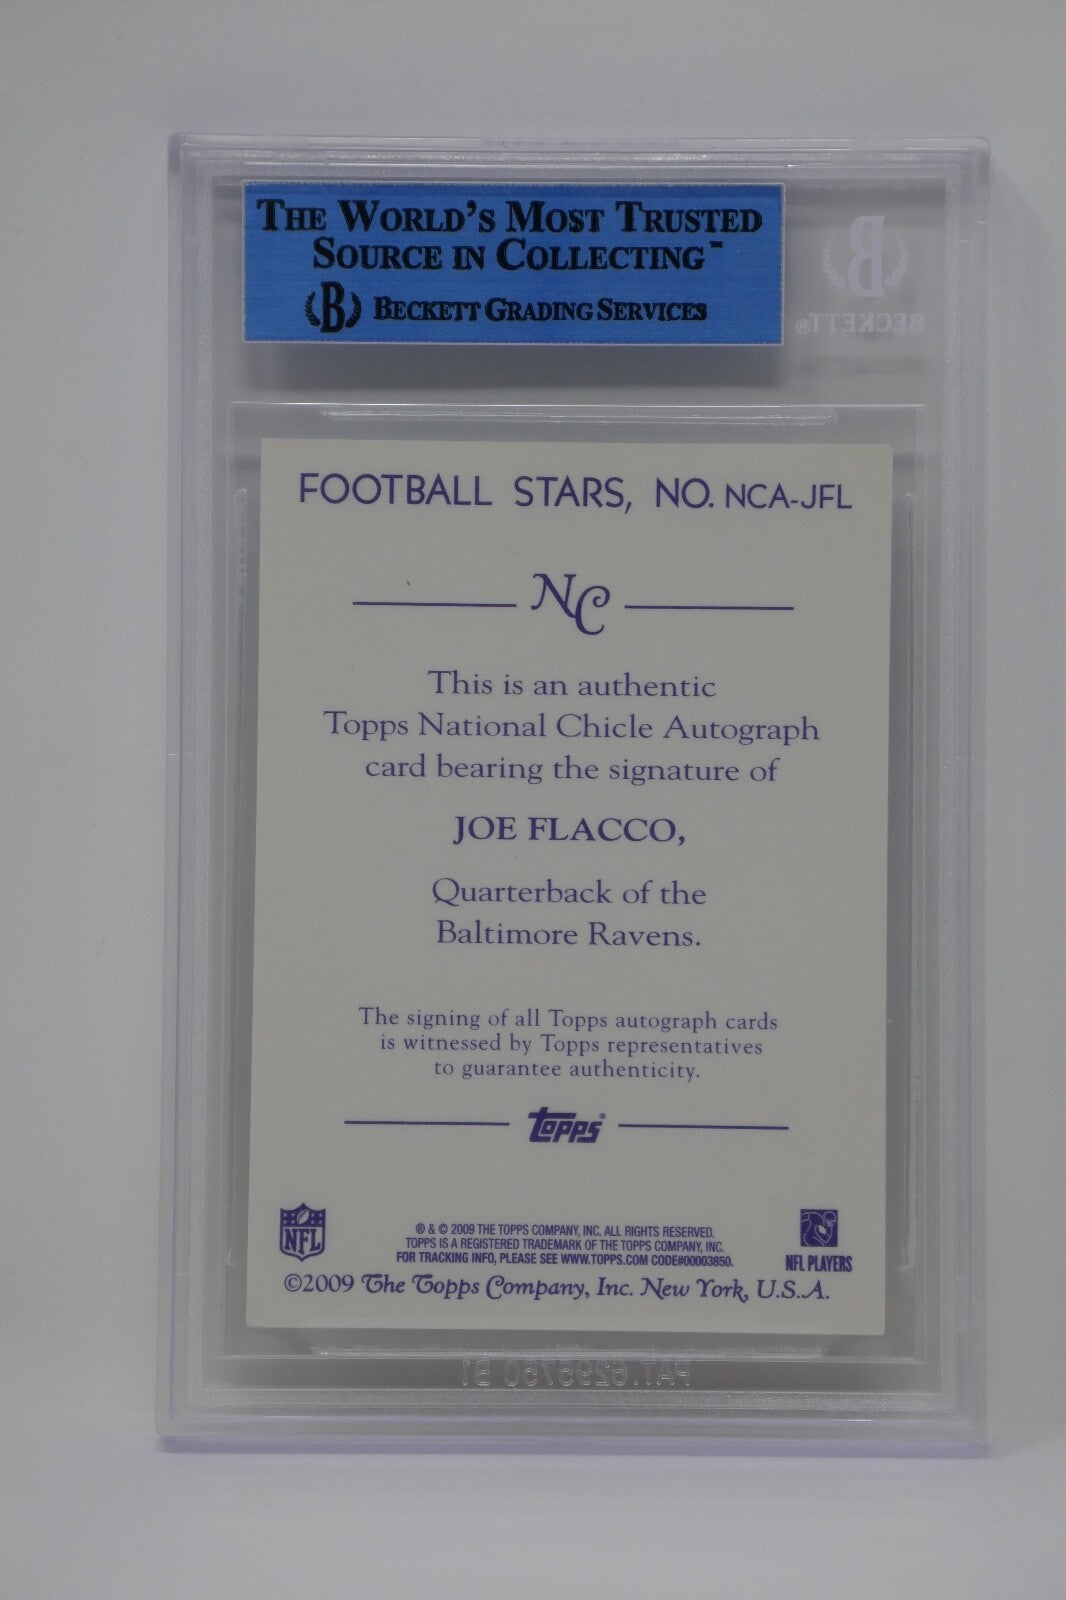 THE WORLD'S MOST TRUSTED
SOURCE IN COLLECTING™
B BECKETT GRADING SERVICES
B
BECKETT®
FOOTBALL STARS, NO. NCA-JFL
NC
This is an authentic
Topps National Chicle Autograph
card bearing the signature of
JOE FLACCO,
Quarterback of the
Baltimore Ravens.
The signing of all Topps autograph cards
is witnessed by Topps representatives
to guarantee authenticity.
Topps®
NFL
® & © 2009 THE TOPPS COMPANY, INC. ALL RIGHTS RESERVED.
TOPPS IS A REGISTERED TRADEMARK OF THE TOPPS COMPANY, INC.
FOR TRACKING INFO, PLEASE SEE WWW.TOPPS.COM CODE#00003850.
NFL PLAYERS
©2009 The Topps Company, Inc. New York, U.S.A.
PAT.6295750 B1